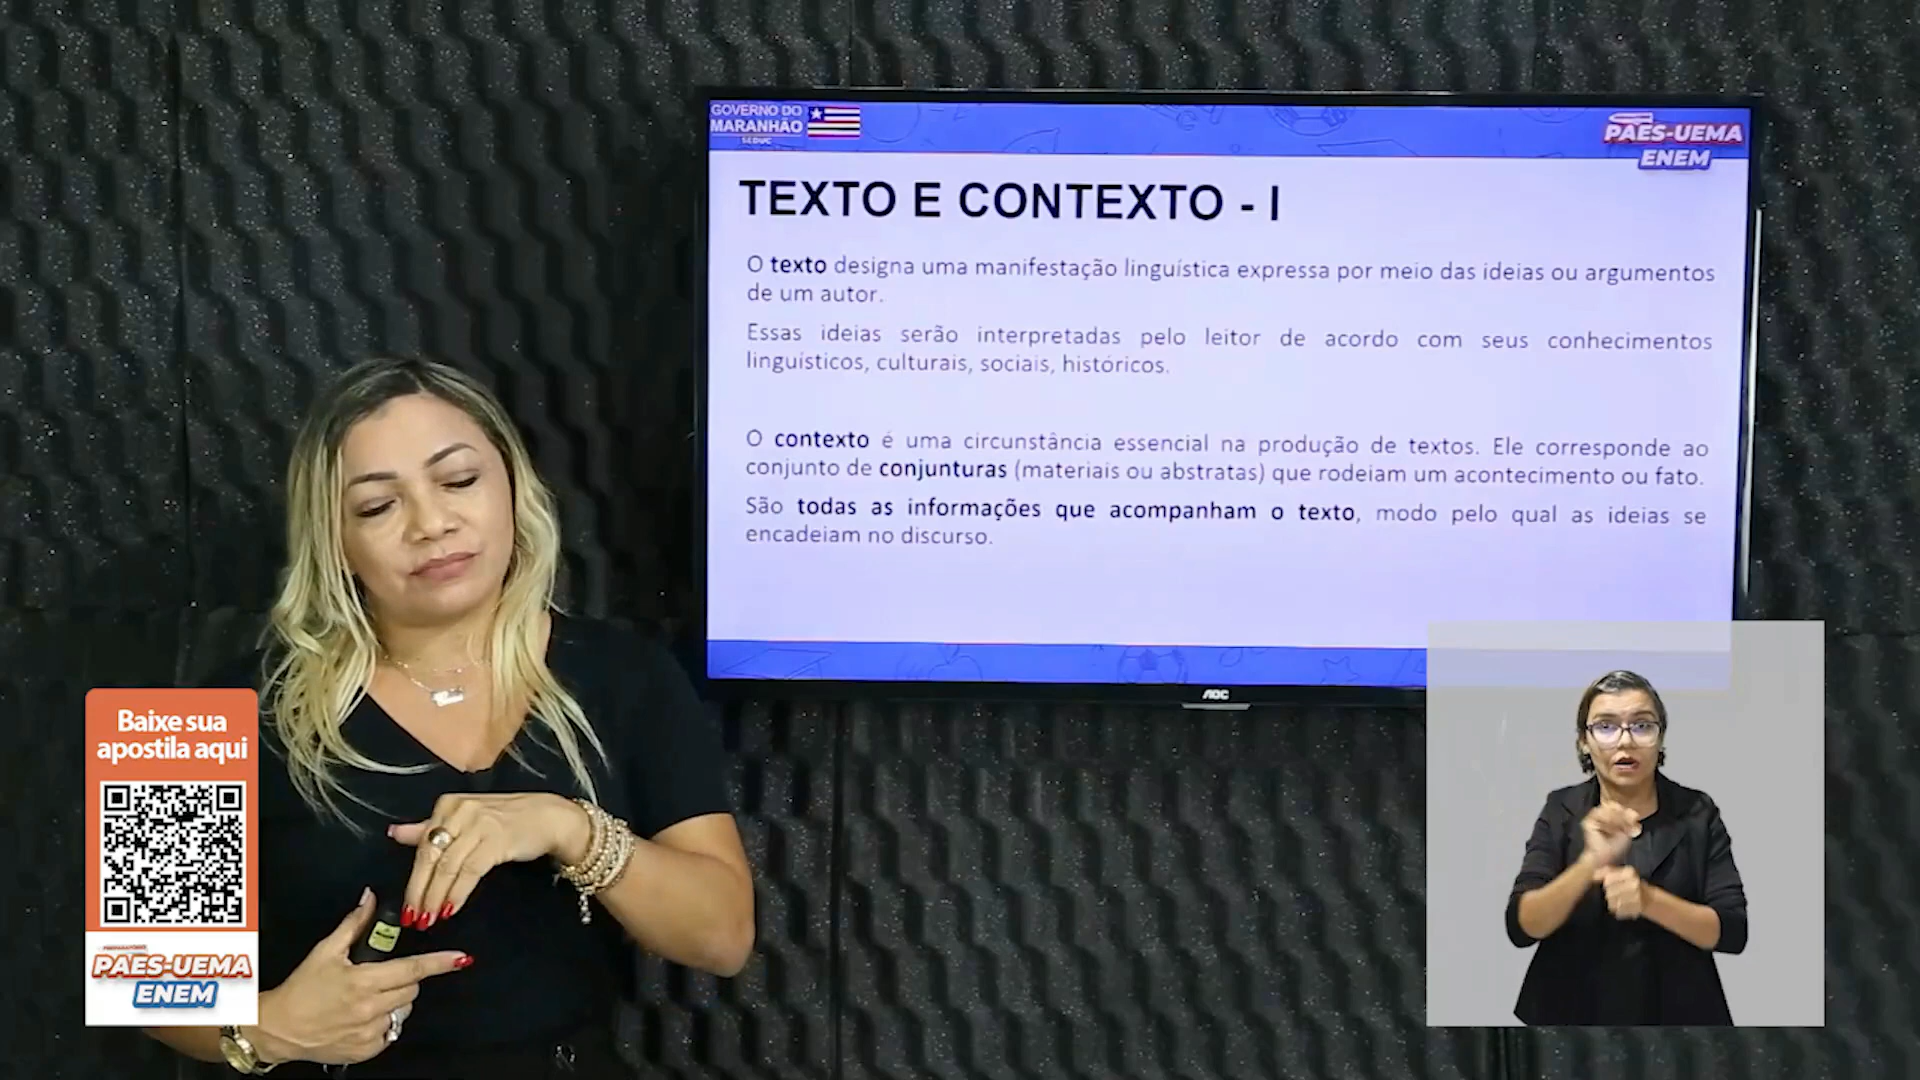 GOVERNO DO
MARANHÃO
SEDUC
PAES-UEMA
ENEM
TEXTO E CONTEXTO - I
O texto designa uma manifestação linguística expressa por meio das ideias ou argumentos
de um autor.
Essas ideias serão interpretadas pelo leitor de acordo com seus conhecimentos
linguísticos, culturais, sociais, históricos.
O contexto é uma circunstância essencial na produção de textos. Ele corresponde ao
conjunto de conjunturas (materiais ou abstratas) que rodeiam um acontecimento ou fato.
São todas as informações que acompanham o texto, modo pelo qual as ideias se
encadeiam no discurso.
AOC
Baixe sua
apostila aqui
PAES-UEMA
ENEM